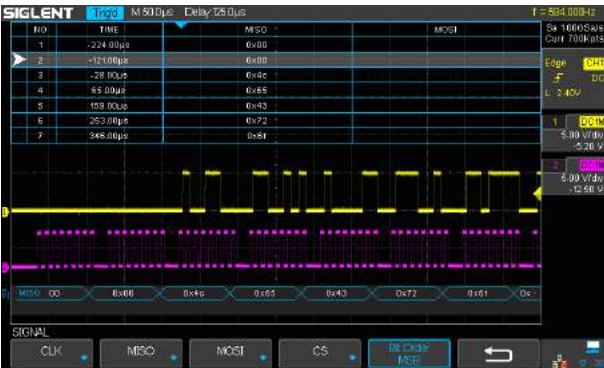 SIGLENT Trig'd M 50.0μs Delay:125.0μs f = 594.000Hz
Sa 100GSa/s
Curr 700Kpts
NO TIME MISO MOSI
1 -224.00μs 0x00
2 -121.00μs 0x00
3 -28.00μs 0x4c
4 65.00μs 0x65
5 159.00μs 0x43
6 253.00μs 0x72
7 346.00μs 0x6f
Edge CH1
DC
L 2.40V
1 DC1M
5.00 V/div
-5.20 V
2 DC1M
5.00 V/div
-12.60 V
MISO 00 0x00 0x4c 0x65 0x43 0x72 0x6f 0x
SIGNAL
CLK MISO MOSI CS Bit Order
MSB